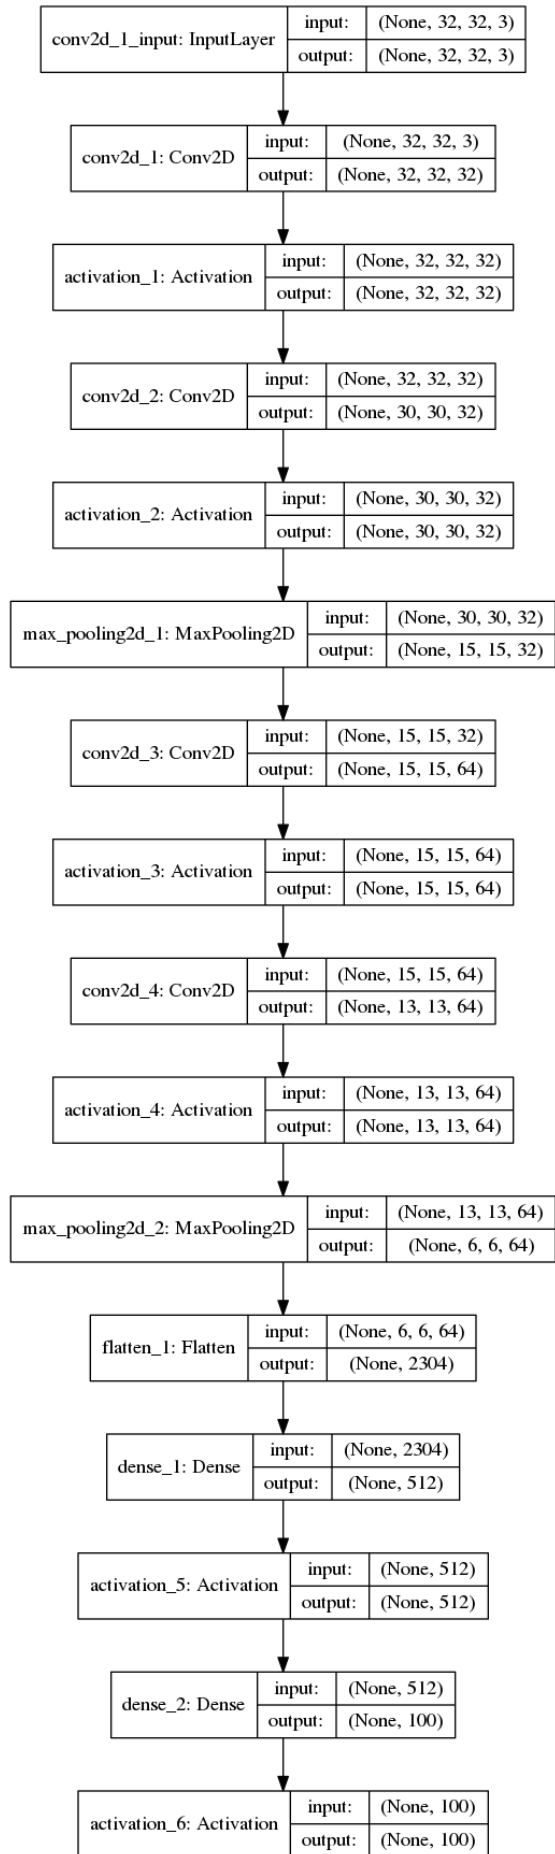 conv2d_1_input: InputLayer
input: (None, 32, 32, 3)
output: (None, 32, 32, 3)
conv2d_1: Conv2D
input: (None, 32, 32, 3)
output: (None, 32, 32, 32)
activation_1: Activation
input: (None, 32, 32, 32)
output: (None, 32, 32, 32)
conv2d_2: Conv2D
input: (None, 32, 32, 32)
output: (None, 30, 30, 32)
activation_2: Activation
input: (None, 30, 30, 32)
output: (None, 30, 30, 32)
max_pooling2d_1: MaxPooling2D
input: (None, 30, 30, 32)
output: (None, 15, 15, 32)
conv2d_3: Conv2D
input: (None, 15, 15, 32)
output: (None, 15, 15, 64)
activation_3: Activation
input: (None, 15, 15, 64)
output: (None, 15, 15, 64)
conv2d_4: Conv2D
input: (None, 15, 15, 64)
output: (None, 13, 13, 64)
activation_4: Activation
input: (None, 13, 13, 64)
output: (None, 13, 13, 64)
max_pooling2d_2: MaxPooling2D
input: (None, 13, 13, 64)
output: (None, 6, 6, 64)
flatten_1: Flatten
input: (None, 6, 6, 64)
output: (None, 2304)
dense_1: Dense
input: (None, 2304)
output: (None, 512)
activation_5: Activation
input: (None, 512)
output: (None, 512)
dense_2: Dense
input: (None, 512)
output: (None, 100)
activation_6: Activation
input: (None, 100)
output: (None, 100)